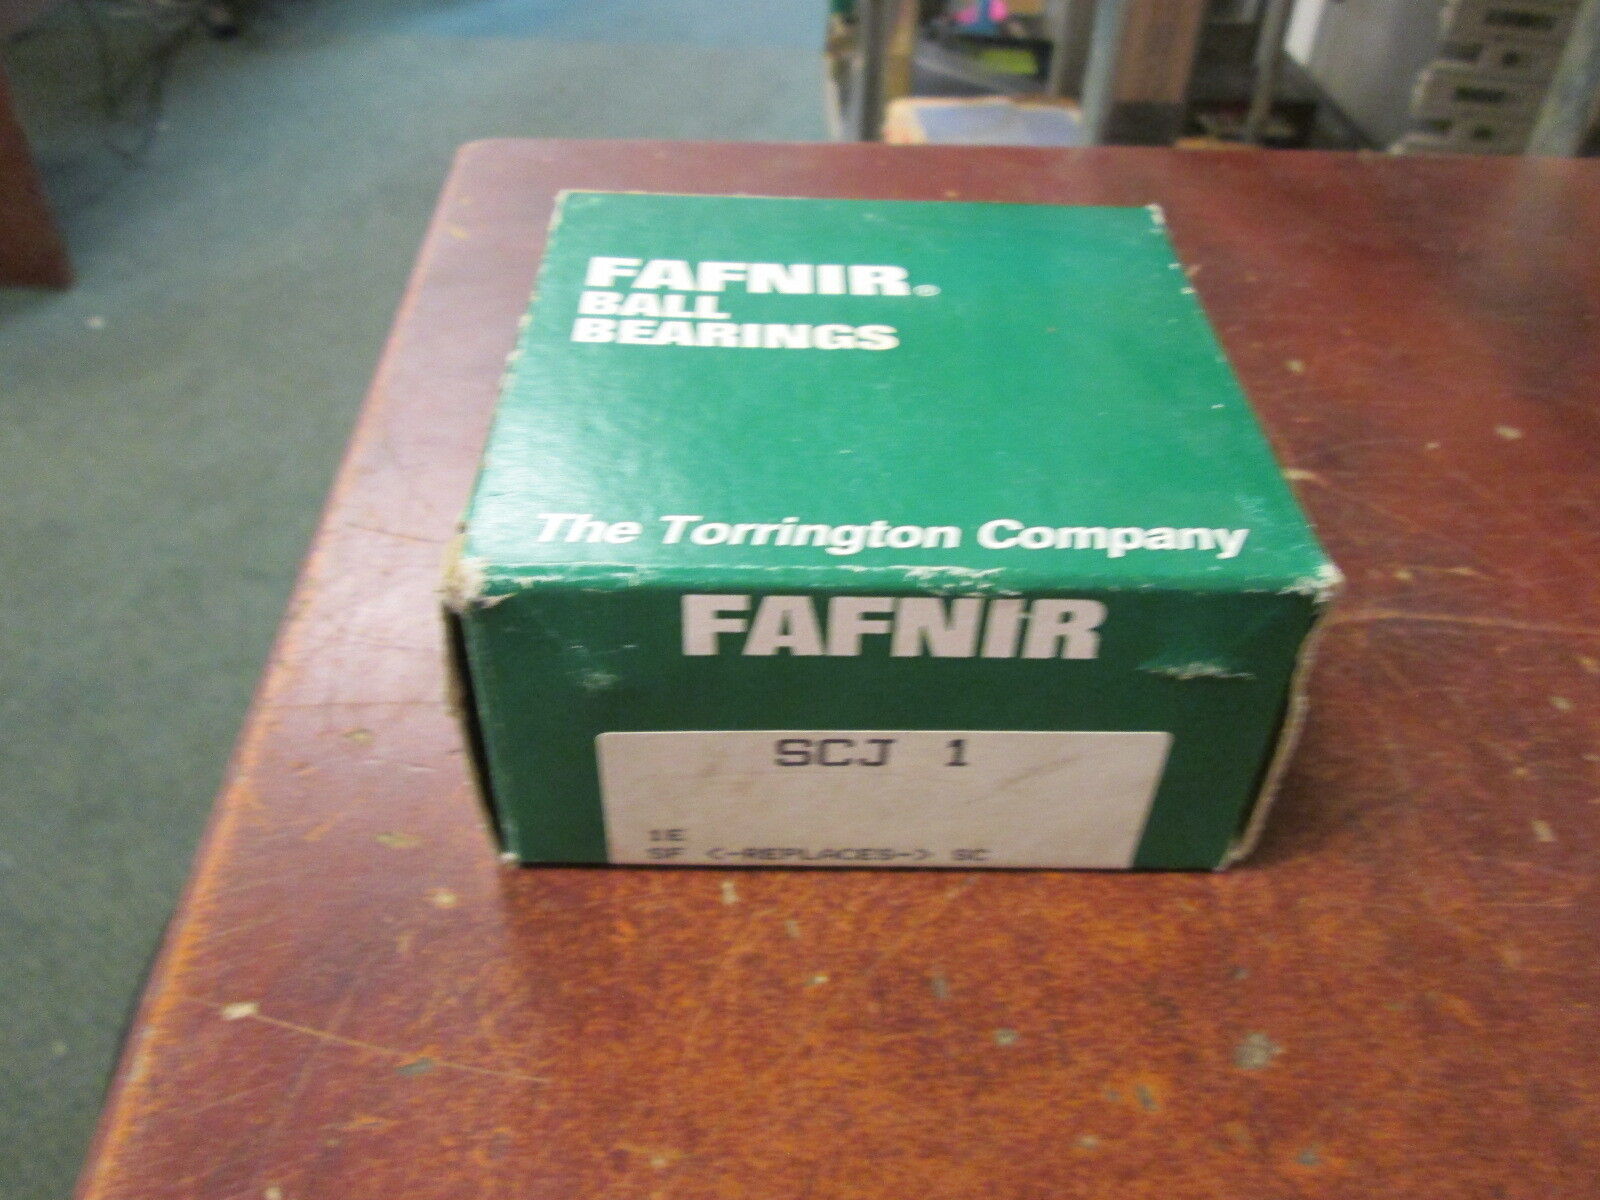 FAFNIR®
BALL
BEARINGS
The Torrington Company
FAFNIR
SCJ 1
1E
SF <-REPLACES-> SC